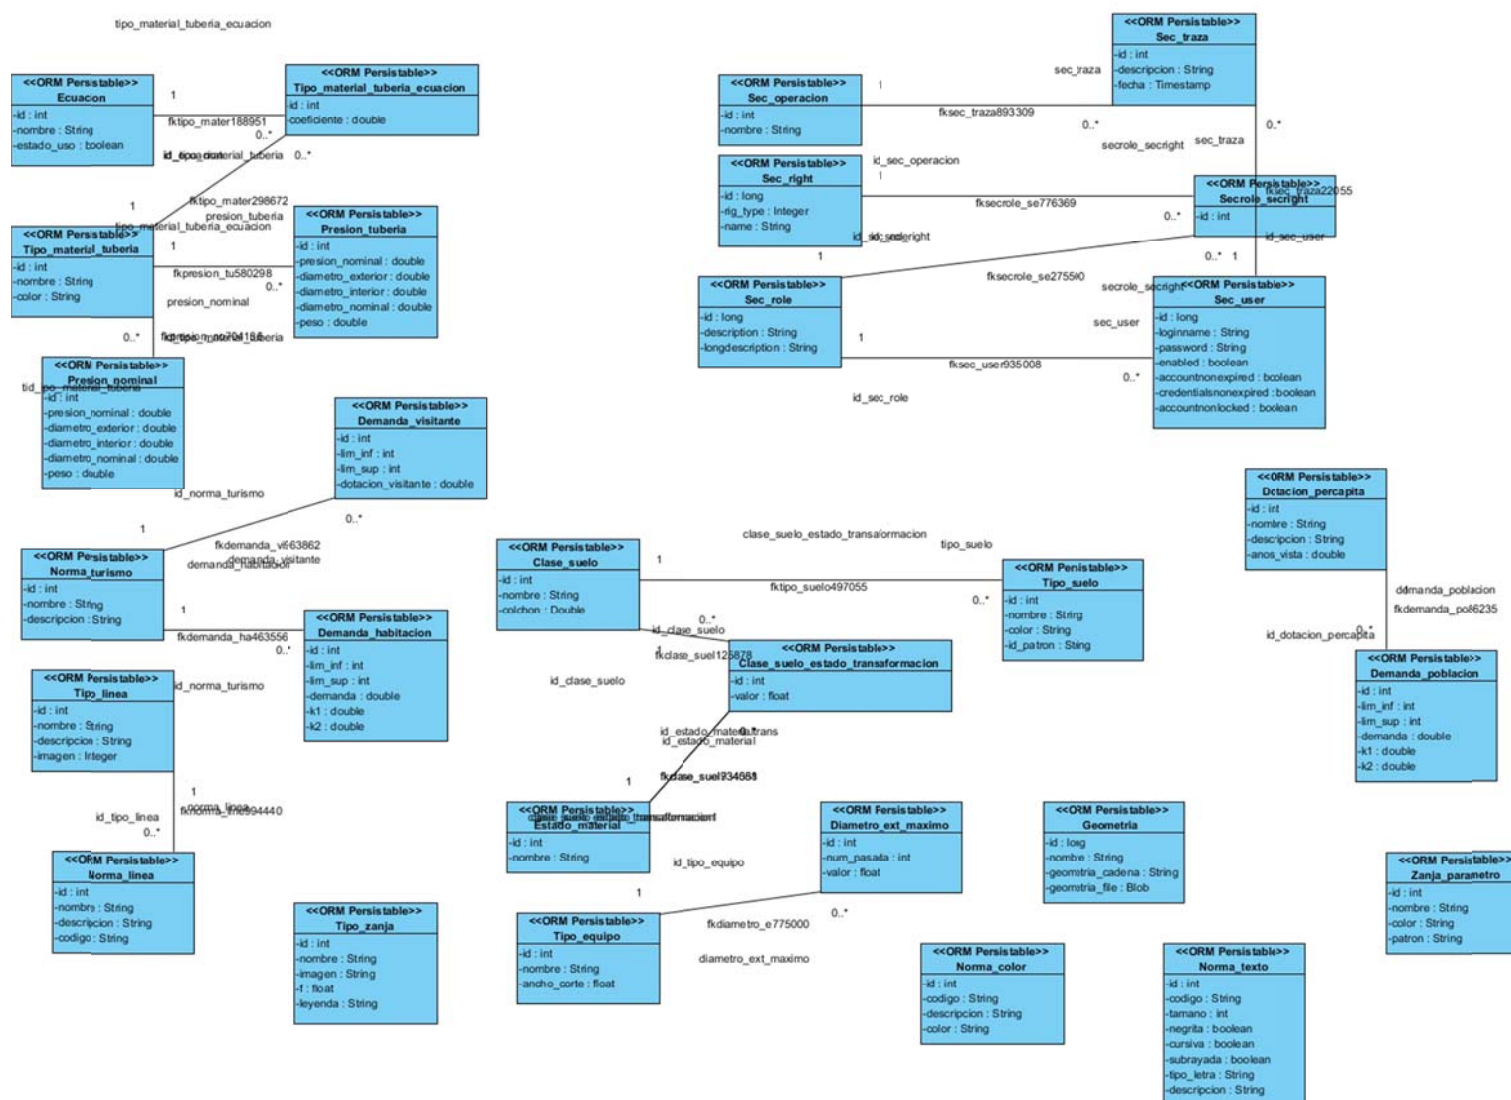 tipo_material_tuberia_ecuacion
<<ORM Persistable>>
Ecuacion
-id : int
-nombre : String
-estado_uso : boolean
1
fktipo_mater188951
0..*
<<ORM Persistable>>
Tipo_material_tuberia_ecuacion
-id : int
-coeficiente : double
0..*
1
fktipo_mater298672
presion_tuberia
tipo_material_tuberia_ecuacion
<<ORM Persistable>>
Tipo_material_tuberia
-id : int
-nombre : String
-color : String
1
fkpresion_tu580298
0..*
presion_nominal
<<ORM Persistable>>
Presion_tuberia
-id : int
-presion_nominal : double
-diametro_exterior : double
-diametro_interior : double
-diametro_nominal : double
-peso : double
0..*
<<ORM Persistable>>
Presion_nominal
-id : int
-presion_nominal : double
-diametro_exterior : double
-diametro_interior : double
-diametro_nominal : double
-peso : double
<<ORM Persistable>>
Sec_traza
-id : int
-descripcion : String
-fecha : Timestamp
sec_traza
<<ORM Persistable>>
Sec_operacion
-id : int
-nombre : String
1
fksec_traza893309
0..*
0..*
secrole_secright
sec_traza
id_sec_operacion
1
<<ORM Persistable>>
Sec_right
-id : long
-rig_type : Integer
-name : String
fksecrole_se776369
0..*
<<ORM Persistable>>
Secrole_secright
-id : int
fksec_traza22055
id_sec_user
1
0..*
1
fksecrole_se275590
secrole_secright
<<ORM Persistable>>
Sec_role
-id : long
-description : String
-longdescription : String
1
sec_user
fksec_user935008
0..*
id_sec_role
<<ORM Persistable>>
Sec_user
-id : long
-loginname : String
-password : String
-enabled : boolean
-accountnonexpired : boolean
-credentialsnonexpired : boolean
-accountnonlocked : boolean
<<ORM Persistable>>
Demanda_visitante
-id : int
-lim_inf : int
-lim_sup : int
-dotacion_visitante : double
id_norma_turismo
1
0..*
fkdemanda_vi963862
demanda_visitante
demanda_habitacion
<<ORM Persistable>>
Norma_turismo
-id : int
-nombre : String
-descripcion : String
1
fkdemanda_ha463556
0..*
id_norma_turismo
<<ORM Persistable>>
Demanda_habitacion
-id : int
-lim_inf : int
-lim_sup : int
-demanda : double
-k1 : double
-k2 : double
<<ORM Persistable>>
Tipo_linea
-id : int
-nombre : String
-descripcion : String
-imagen : Integer
1
norma_linea
id_tipo_linea
0..*
<<ORM Persistable>>
Norma_linea
-id : int
-nombre : String
-descripcion : String
-codigo : String
<<ORM Persistable>>
Tipo_zanja
-id : int
-nombre : String
-imagen : String
-f : float
-leyenda : String
<<ORM Persistable>>
Clase_suelo
-id : int
-nombre : String
-colchon : Double
clase_suelo_estado_transaformacion
tipo_suelo
1
fktipo_suelo497055
0..*
<<ORM Persistable>>
Tipo_suelo
-id : int
-nombre : String
-color : String
-id_patron : String
0..*
id_clase_suelo
1
fkclase_suel125878
id_clase_suelo
<<ORM Persistable>>
Clase_suelo_estado_transaformacion
-id : int
-valor : float
id_estado_materialtrans
0..*
id_estado_material
1
<<ORM Persistable>>
Estado_material
-id : int
-nombre : String
<<ORM Persistable>>
Diametro_ext_maximo
-id : int
-num_pasada : int
-valor : float
id_tipo_equipo
1
fkdiametro_e775000
0..*
diametro_ext_maximo
<<ORM Persistable>>
Tipo_equipo
-id : int
-nombre : String
-ancho_corte : float
<<ORM Persistable>>
Geometria
-id : long
-nombre : String
-geometria_cadena : String
-geometria_file : Blob
<<ORM Persistable>>
Norma_color
-id : int
-codigo : String
-descripcion : String
-color : String
<<ORM Persistable>>
Norma_texto
-id : int
-codigo : String
-tamano : int
-negrita : boolean
-cursiva : boolean
-subrayada : boolean
-tipo_letra : String
-descripcion : String
<<ORM Persistable>>
Dotacion_percapita
-id : int
-nombre : String
-descripcion : String
-anos_vista : double
demanda_poblacion
fkdemanda_po86235
id_dotacion_percapita
0..*
<<ORM Persistable>>
Demanda_poblacion
-id : int
-lim_inf : int
-lim_sup : int
-demanda : double
-k1 : double
-k2 : double
<<ORM Persistable>>
Zanja_parametro
-id : int
-nombre : String
-color : String
-patron : String